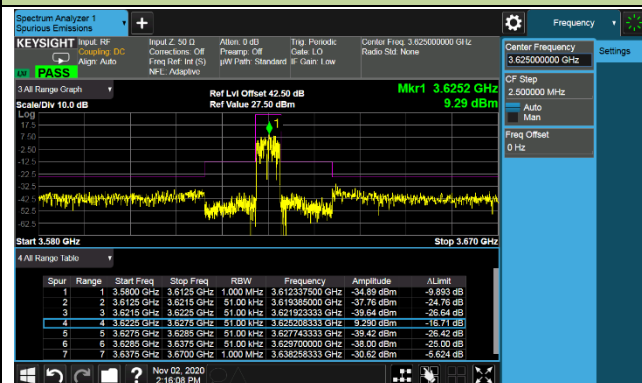 Spectrum Analyzer 1
Spurious Emissions
Frequency
KEYSIGHT Input: RF
Coupling: DC
Align: Auto
Input Z: 50 Ω
Corrections: Off
Freq Ref: Int (S)
NFE: Adaptive
Atten: 0 dB
Preamp: Off
µW Path: Standard
Trig: Periodic
Gate: LO
IF Gain: Low
Center Freq: 3.625000000 GHz
Radio Std: None
PASS
Center Frequency
3.625000000 GHz
Settings
CF Step
2.500000 MHz
Auto
Man
Freq Offset
0 Hz
3 All Range Graph
Scale/Div 10.0 dB
Ref Lvl Offset 42.50 dB
Ref Value 27.50 dBm
Mkr1 3.6252 GHz
9.29 dBm
Log
17.5
7.50
-2.50
-12.5
-22.5
-32.5
-42.5
-52.5
-62.5
1
Start 3.580 GHz
Stop 3.670 GHz
4 All Range Table
Spur Range Start Freq Stop Freq RBW Frequency Amplitude ΔLimit
1 1 3.5800 GHz 3.6125 GHz 1.000 MHz 3.612337500 GHz -34.89 dBm -9.893 dB
2 2 3.6125 GHz 3.6215 GHz 51.00 kHz 3.619385000 GHz -37.76 dBm -24.76 dB
3 3 3.6215 GHz 3.6225 GHz 51.00 kHz 3.621923333 GHz -39.64 dBm -26.64 dB
4 4 3.6225 GHz 3.6275 GHz 51.00 kHz 3.625208333 GHz 9.290 dBm -16.71 dB
5 5 3.6275 GHz 3.6285 GHz 51.00 kHz 3.627743333 GHz -39.42 dBm -26.42 dB
6 6 3.6285 GHz 3.6375 GHz 51.00 kHz 3.629700000 GHz -38.00 dBm -25.00 dB
7 7 3.6375 GHz 3.6700 GHz 1.000 MHz 3.638258333 GHz -30.62 dBm -5.624 dB
Nov 02, 2020
2:16:08 PM